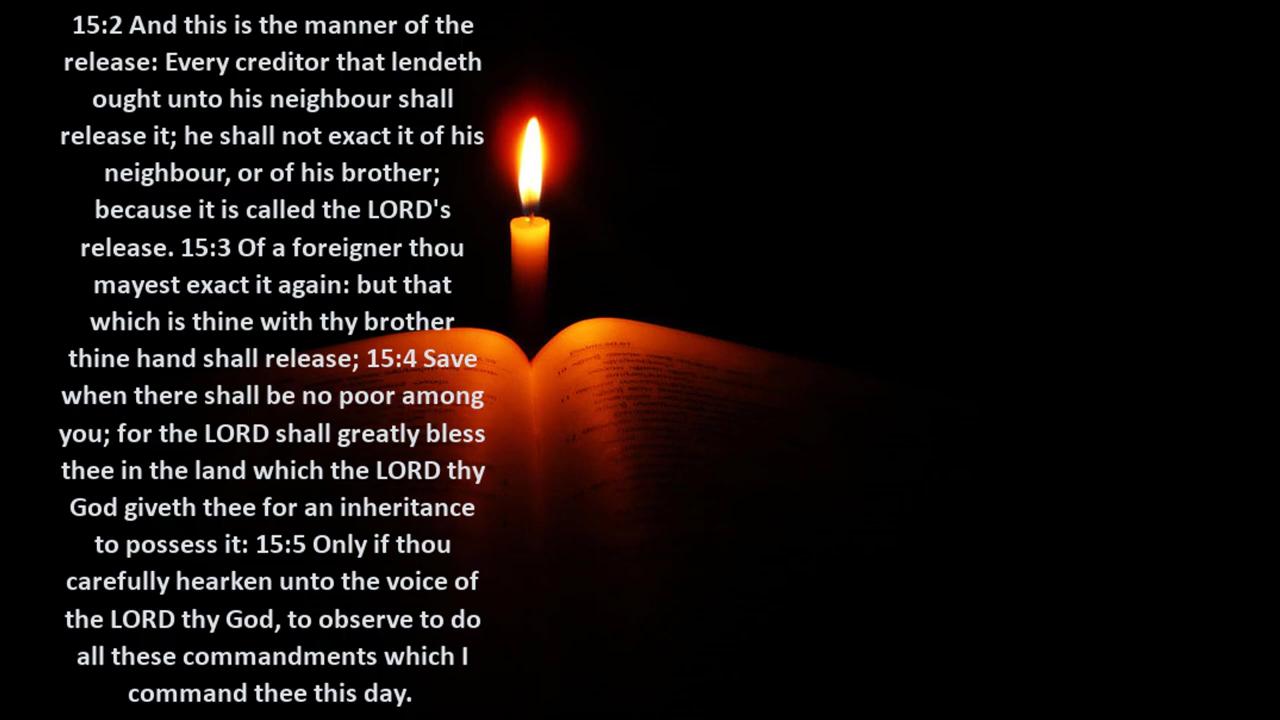 15:2 And this is the manner of the
release: Every creditor that lendeth
ought unto his neighbour shall
release it; he shall not exact it of his
neighbour, or of his brother;
because it is called the LORD's
release. 15:3 Of a foreigner thou
mayest exact it again: but that
which is thine with thy brother
thine hand shall release; 15:4 Save
when there shall be no poor among
you; for the LORD shall greatly bless
thee in the land which the LORD thy
God giveth thee for an inheritance
to possess it: 15:5 Only if thou
carefully hearken unto the voice of
the LORD thy God, to observe to do
all these commandments which I
command thee this day.